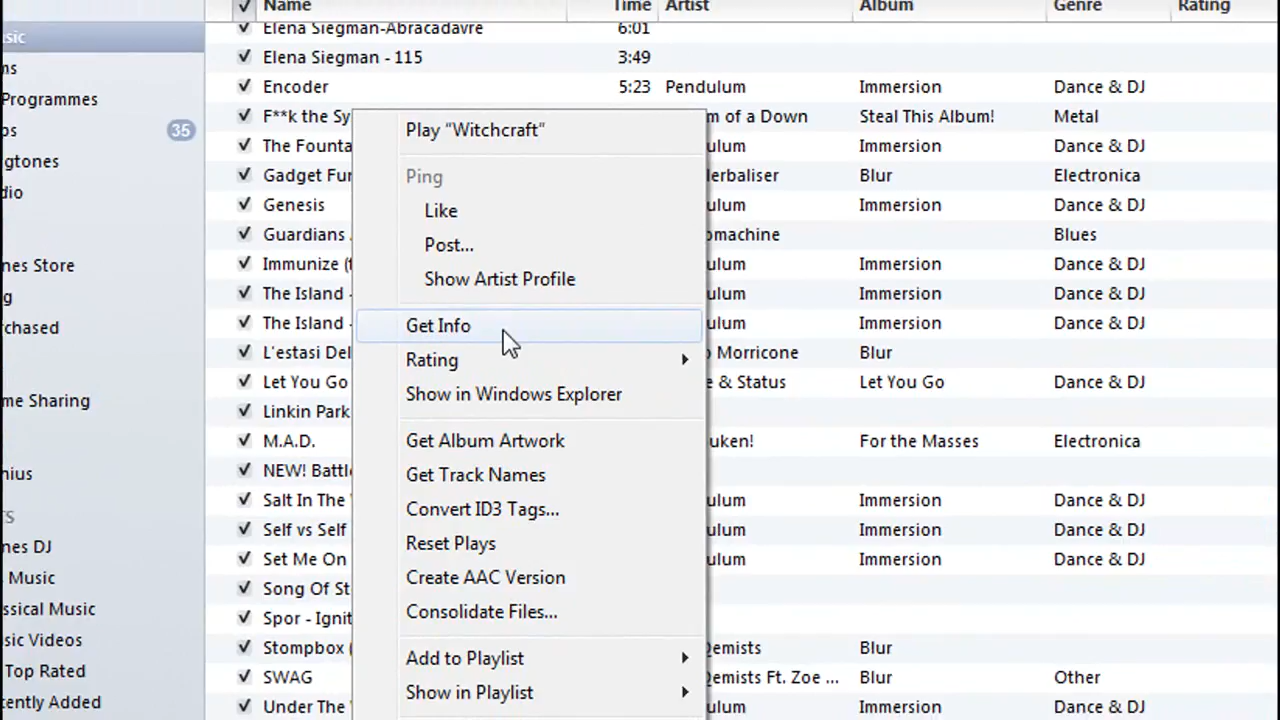 Name Time Artist Album Genre Rating
Elena Siegman-Abracadavre 6:01
Elena Siegman - 115 3:49
Encoder 5:23 Pendulum Immersion Dance & DJ
F**k the Sy m of a Down Steal This Album! Metal
The Founta ulum Immersion Dance & DJ
Gadget Fur Herbaliser Blur Electronica
Genesis ulum Immersion Dance & DJ
Guardians omachine Blues
Immunize (f ulum Immersion Dance & DJ
The Island - ulum Immersion Dance & DJ
The Island - ulum Immersion Dance & DJ
L'estasi Del o Morricone Blur
Let You Go e & Status Let You Go Dance & DJ
Linkin Park
M.A.D. uken! For the Masses Electronica
NEW! Battle
Salt In The ulum Immersion Dance & DJ
Self vs Self ulum Immersion Dance & DJ
Set Me On ulum Immersion Dance & DJ
Song Of St
Spor - Ignit
Stompbox ( Qemists Blur
SWAG Qemists Ft. Zoe ... Blur Other
Under The ulum Immersion Dance & DJ
sic
ms
Programmes
ps 35
gtones
dio
nes Store
g
rchased
me Sharing
nius
TS
nes DJ
Music
ssical Music
sic Videos
Top Rated
cently Added
Play "Witchcraft"
Ping
Like
Post...
Show Artist Profile
Get Info
Rating
Show in Windows Explorer
Get Album Artwork
Get Track Names
Convert ID3 Tags...
Reset Plays
Create AAC Version
Consolidate Files...
Add to Playlist
Show in Playlist